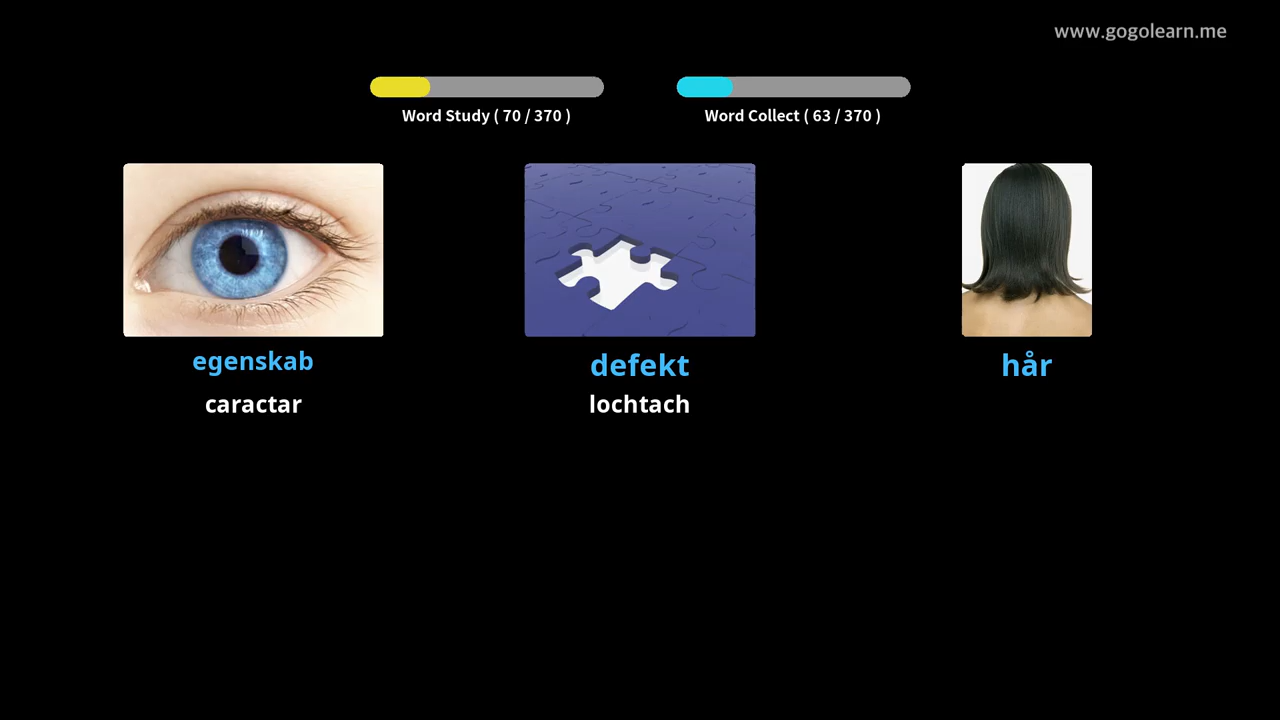 www.gogolearn.me
Word Study ( 70 / 370 )
Word Collect ( 63 / 370 )
egenskab
defekt
hår
caractar
lochtach